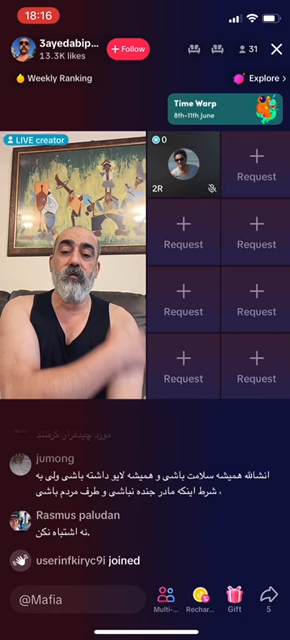 18:16
3ayedabip...
13.3K likes
+ Follow
31
Weekly Ranking
Explore >
Time Warp
8th-11th June
LIVE creator
0
2R
Request
Request
Request
Request
Request
Request
Request
مورد چیدقرار گرفتند
jumong
انشالله همیشه سلامت باشی و همیشه لایو داشته باشی ولی به
شرط اینکه مادر جنده نباشی و طرف مردم باشی ،
Rasmus paludan
نه اشتباه نکن.
userinfkiryc9i joined
@Mafia
Multi-...
Rechar...
Gift
5